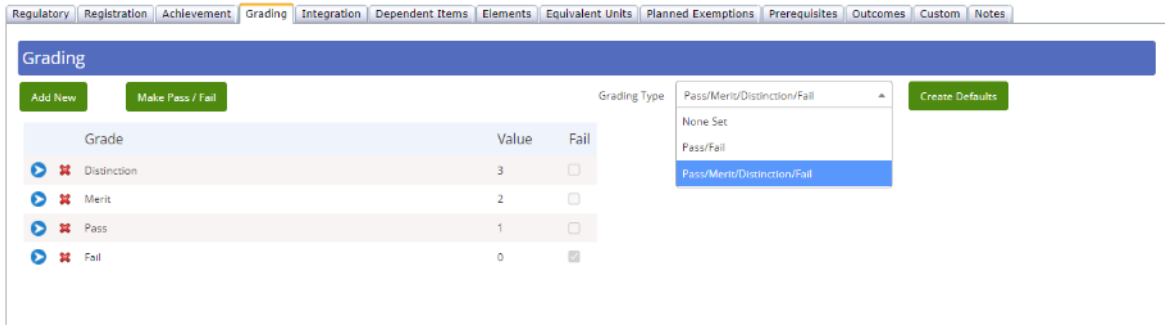 Regulatory Registration Achievement Grading Integration Dependent Items Elements Equivalent Units Planned Exemptions Prerequisites Outcomes Custom Notes
Grading
Add New Make Pass / Fail Grading Type Pass/Merit/Distinction/Fail Create Defaults
None Set
Pass/Fail
Pass/Merit/Distinction/Fail
Grade Value Fail
Distinction 3
Merit 2
Pass 1
Fail 0